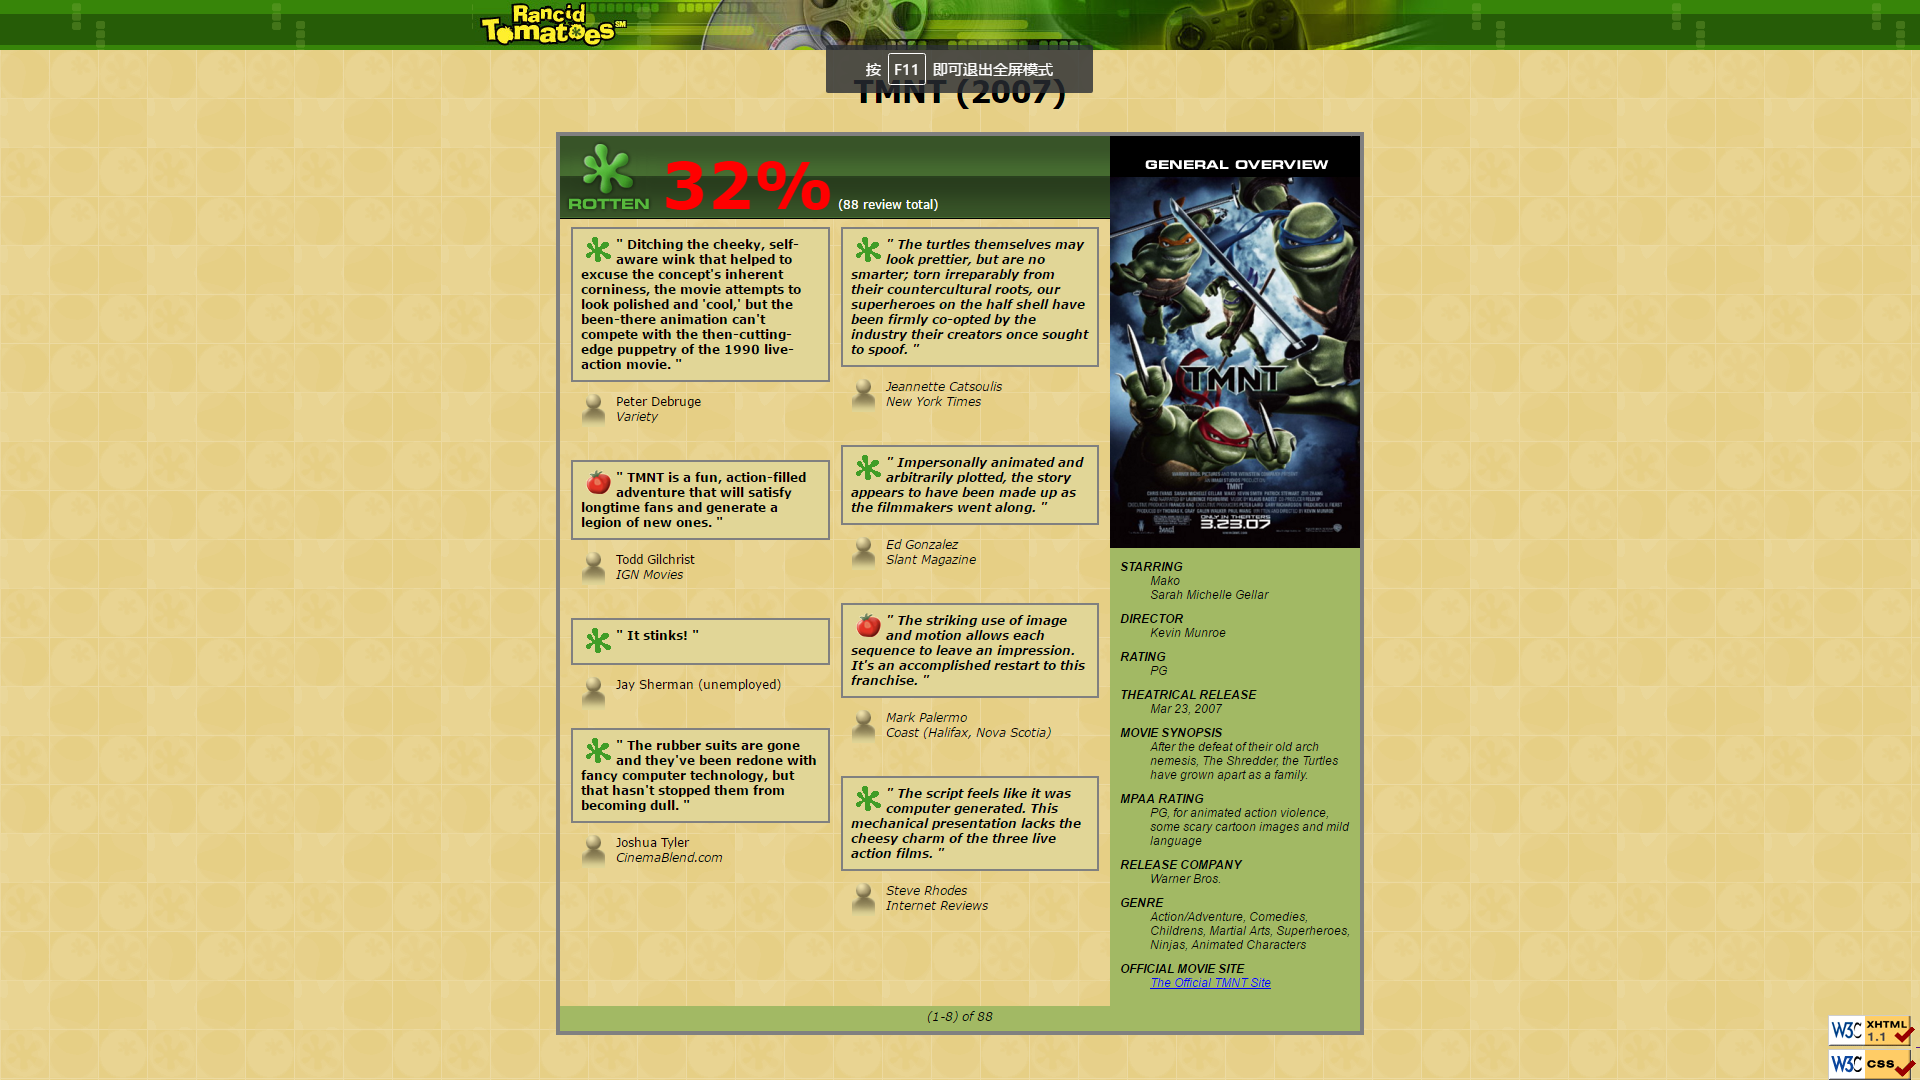 Rancid
Tomatoes SM
按 F11 即可退出全屏模式
TMNT (2007)
ROTTEN
32% (88 review total)
" Ditching the cheeky, self-
aware wink that helped to
excuse the concept's inherent
corniness, the movie attempts to
look polished and 'cool,' but the
been-there animation can't
compete with the then-cutting-
edge puppetry of the 1990 live-
action movie. "
Peter Debruge
Variety
" TMNT is a fun, action-filled
adventure that will satisfy
longtime fans and generate a
legion of new ones. "
Todd Gilchrist
IGN Movies
" It stinks! "
Jay Sherman (unemployed)
" The rubber suits are gone
and they've been redone with
fancy computer technology, but
that hasn't stopped them from
becoming dull. "
Joshua Tyler
CinemaBlend.com
" The turtles themselves may
look prettier, but are no
smarter; torn irreparably from
their countercultural roots, our
superheroes on the half shell have
been firmly co-opted by the
industry their creators once sought
to spoof. "
Jeannette Catsoulis
New York Times
" Impersonally animated and
arbitrarily plotted, the story
appears to have been made up as
the filmmakers went along. "
Ed Gonzalez
Slant Magazine
" The striking use of image
and motion allows each
sequence to leave an impression.
It's an accomplished restart to this
franchise. "
Mark Palermo
Coast (Halifax, Nova Scotia)
" The script feels like it was
computer generated. This
mechanical presentation lacks the
cheesy charm of the three live
action films. "
Steve Rhodes
Internet Reviews
GENERAL OVERVIEW
TMNT
TMNT
ONLY IN THEATERS
3.23.07
STARRING
Mako
Sarah Michelle Gellar
DIRECTOR
Kevin Munroe
RATING
PG
THEATRICAL RELEASE
Mar 23, 2007
MOVIE SYNOPSIS
After the defeat of their old arch
nemesis, The Shredder, the Turtles
have grown apart as a family.
MPAA RATING
PG, for animated action violence,
some scary cartoon images and mild
language
RELEASE COMPANY
Warner Bros.
GENRE
Action/Adventure, Comedies,
Childrens, Martial Arts, Superheroes,
Ninjas, Animated Characters
OFFICIAL MOVIE SITE
The Official TMNT Site
(1-8) of 88
W3C XHTML 1.1
W3C CSS